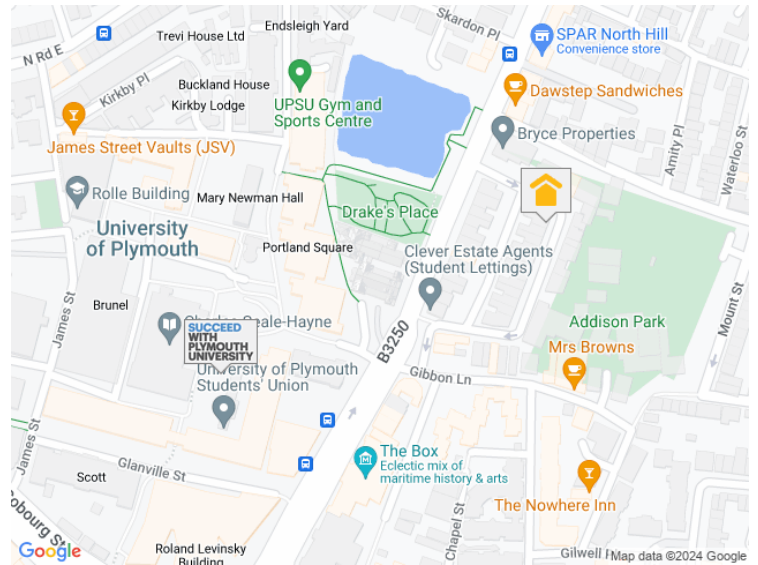 Endsleigh Yard
Skardon Pl
N Rd E
Trevi House Ltd
SPAR North Hill
Convenience store
Kirkby Pl
Buckland House
Kirkby Lodge
UPSU Gym and
Sports Centre
Dawstep Sandwiches
Bryce Properties
Amity Pl
Waterloo St
James Street Vaults (JSV)
Rolle Building
Mary Newman Hall
Drake's Place
University
of Plymouth
Portland Square
Clever Estate Agents
(Student Lettings)
Brunel
James St
SUCCEED
WITH
PLYMOUTH
UNIVERSITY
Seale-Hayne
B3250
Addison Park
Mount St
Mrs Browns
University of Plymouth
Students' Union
Gibbon Ln
James St
The Box
Eclectic mix of
maritime history & arts
Glanville St
Scott
The Nowhere Inn
Chapel St
Cobourg St
Roland Levinsky
Building
Gilwell
Google
Map data ©2024 Google